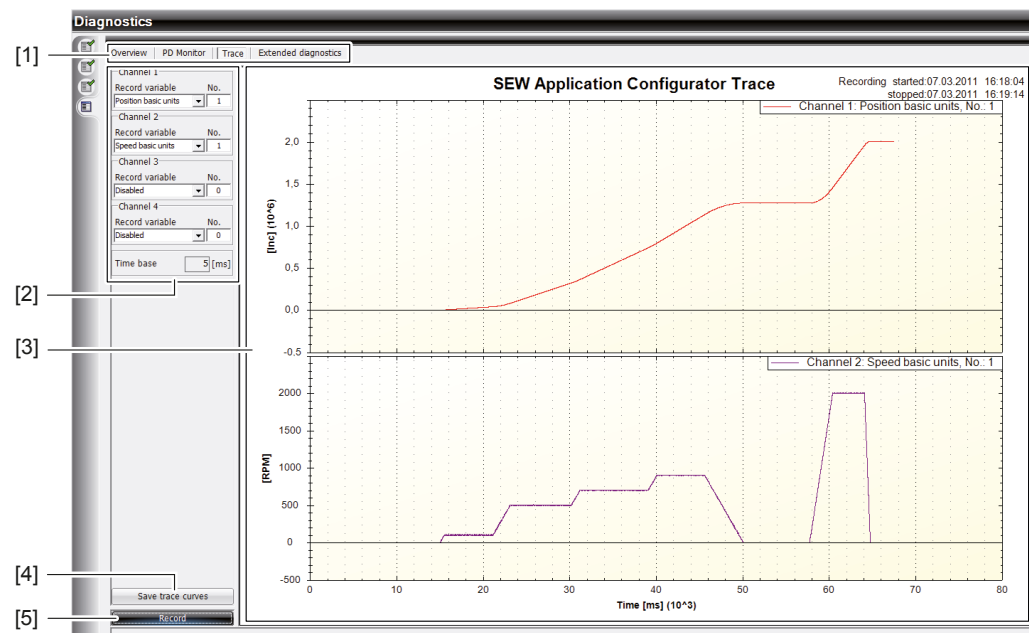 Diagnostics
[1]
Overview PD Monitor Trace Extended diagnostics
Channel 1
Record variable No.
Position basic units 1
Channel 2
Record variable No.
Speed basic units 1
Channel 3
Record variable No.
Disabled 0
Channel 4
Record variable No.
Disabled 0
Time base 5 [ms]
[2]
[3]
[4]
Save trace curves
[5]
Record
SEW Application Configurator Trace
Recording started:07.03.2011 16:18:04
stopped:07.03.2011 16:19:14
Channel 1: Position basic units, No.: 1
[Inc] (10^6)
2,0
1,5
1,0
0,5
0,0
-0.5
Channel 2: Speed basic units, No.: 1
[RPM]
2000
1500
1000
500
0
-500
0 10 20 30 40 50 60 70 80
Time [ms] (10^3)